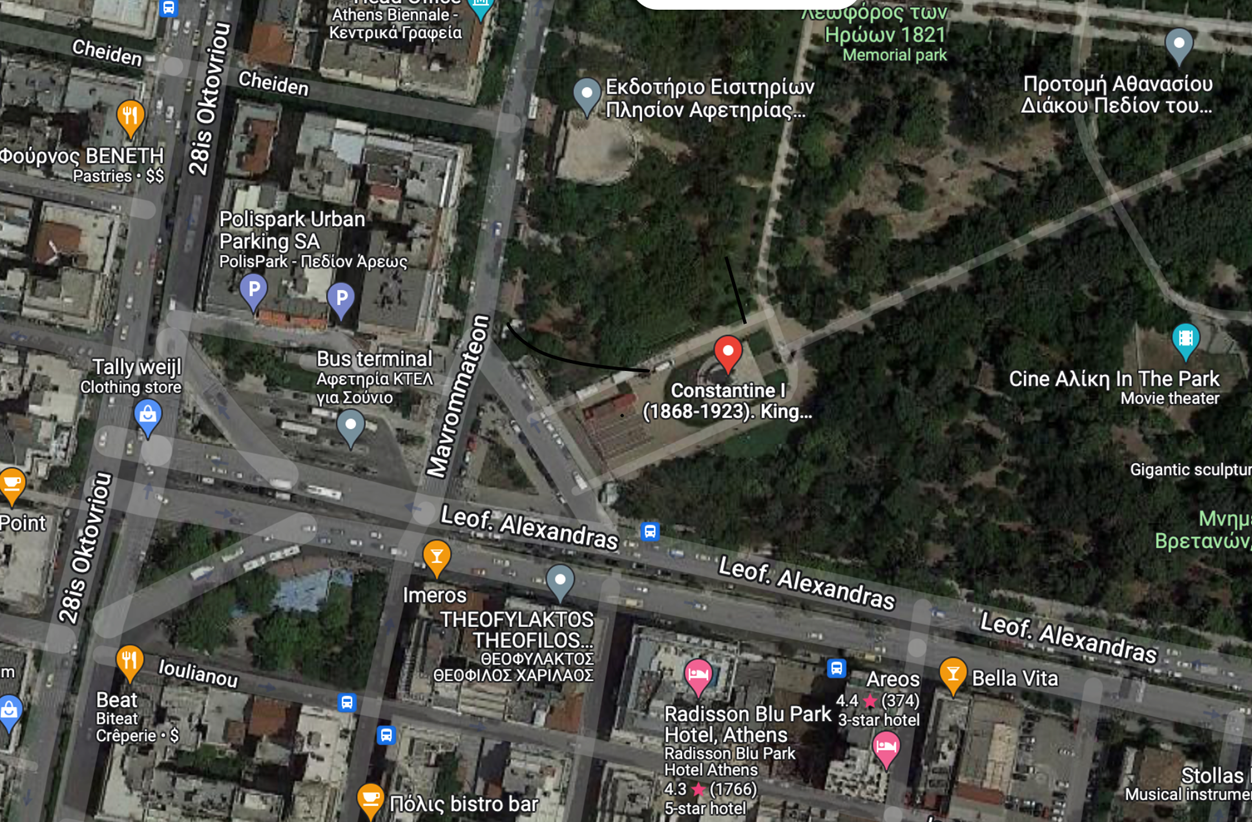 Athens Biennale -
Κεντρικά Γραφεία
Λεωφόρος των
Ηρώων 1821
Memorial park
Cheiden
Cheiden
28is Oktovriou
Εκδοτήριο Εισιτηρίων
Πλησίον Αφετηρίας...
Προτομή Αθανασίου
Διάκου Πεδίον του...
Φούρνος BENETH
Pastries • $$
Polispark Urban
Parking SA
PolisPark - Πεδίον Άρεως
P
P
Tally weijl
Clothing store
Bus terminal
Αφετηρία ΚΤΕΛ
για Σούνιο
Mavrommateon
Constantine I
(1868-1923). King...
Cine Αλίκη In The Park
Movie theater
Gigantic sculptur
Μνημ
Βρετανών,
Point
28is Oktovriou
Leof. Alexandras
Leof. Alexandras
Leof. Alexandras
Imeros
THEOFYLAKTOS
THEOFILOS...
ΘΕΟΦΥΛΑΚΤΟΣ
ΘΕΟΦΙΛΟΣ ΧΑΡΙΛΑΟΣ
Ioulianou
m
Beat
Biteat
Crêperie • $
Radisson Blu Park
Hotel, Athens
Radisson Blu Park
Hotel Athens
4.3 ★ (1766)
5-star hotel
Areos
4.4 ★ (374)
3-star hotel
Bella Vita
Πόλις bistro bar
Stollas
Musical instrume